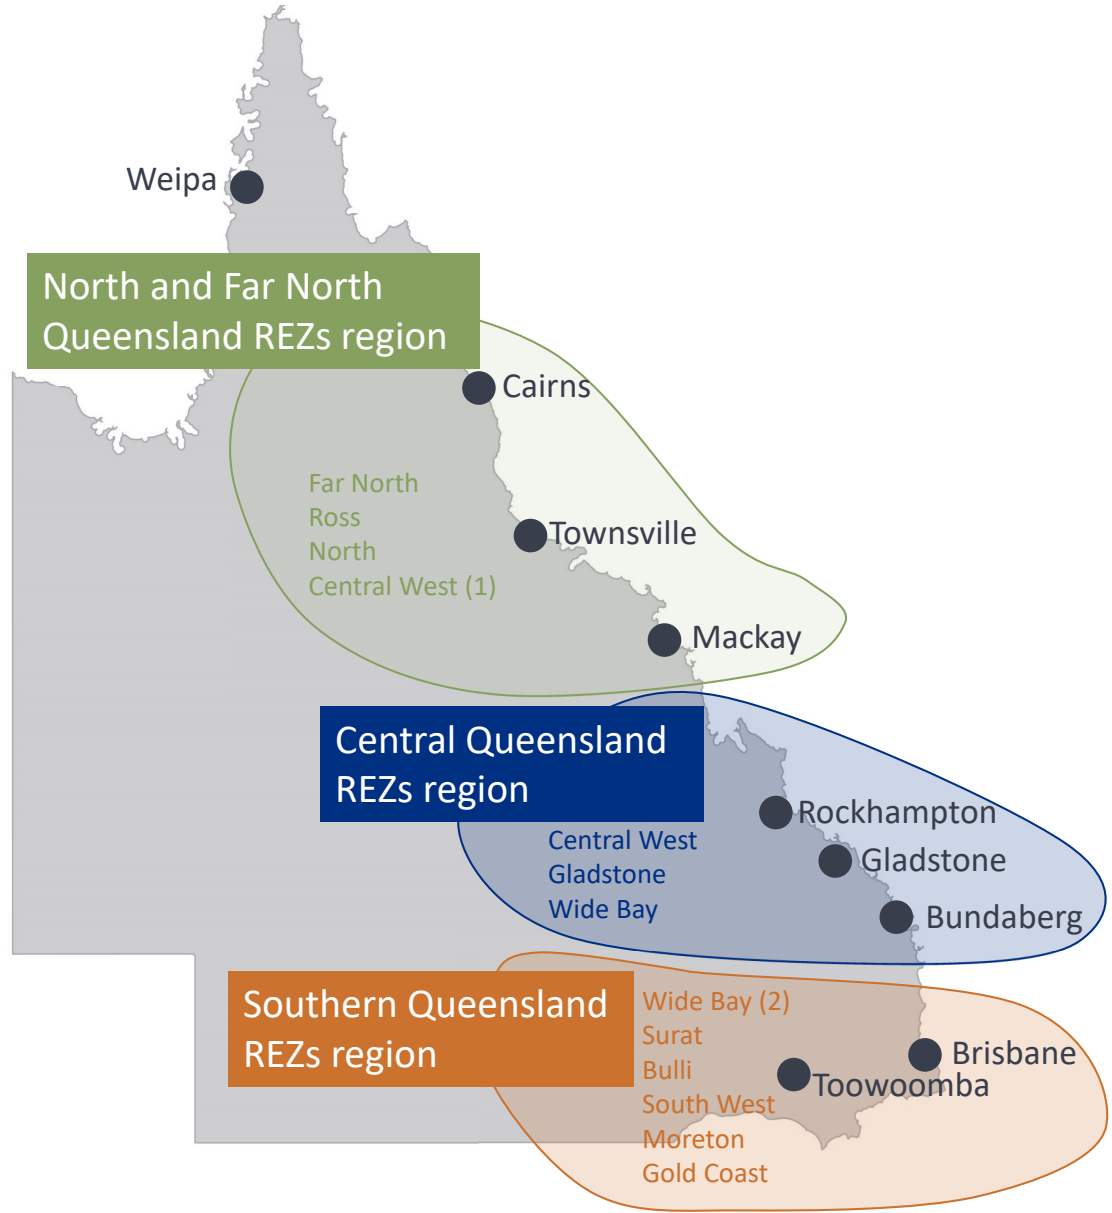 Weipa
North and Far North
Queensland REZs region
Cairns
Far North
Ross
North
Central West (1)
Townsville
Mackay
Central Queensland
REZs region
Rockhampton
Central West
Gladstone
Wide Bay
Gladstone
Bundaberg
Southern Queensland
REZs region
Wide Bay (2)
Surat
Bulli
South West
Moreton
Gold Coast
Brisbane
Toowoomba